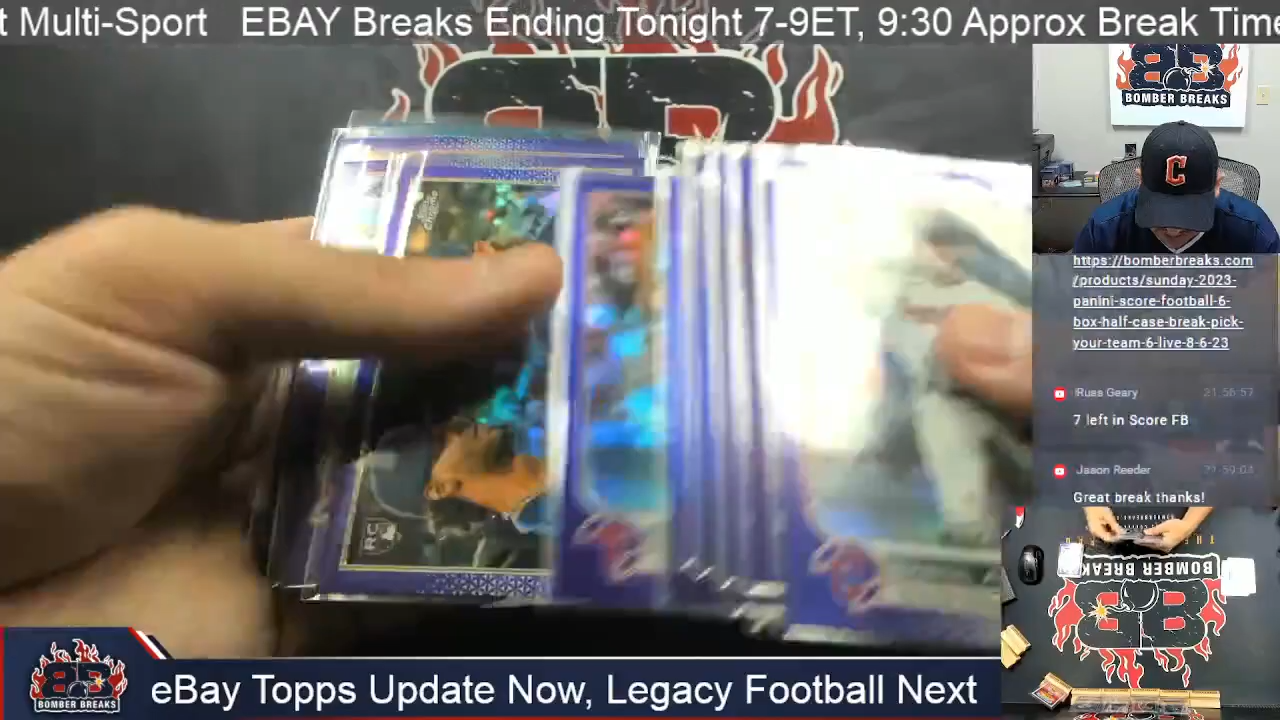 t Multi-Sport EBAY Breaks Ending Tonight 7-9ET, 9:30 Approx Break Time
BOMBER BREAKS
C
https://bomberbreaks.com
/products/sunday-2023-
panini-score-football-6-
box-half-case-break-pick-
your-team-6-live-8-6-23
Russ Geary
7 left in Score FB
Jason Reeder
Great break thanks!
RC
BOMBER BREAKS
BOMBER BREAKS
eBay Topps Update Now, Legacy Football Next